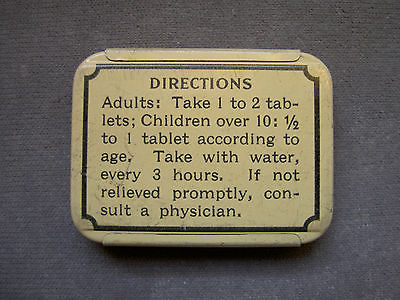 DIRECTIONS
Adults: Take 1 to 2 tab-
lets; Children over 10: ½
to 1 tablet according to
age. Take with water,
every 3 hours. If not
relieved promptly, con-
sult a physician.